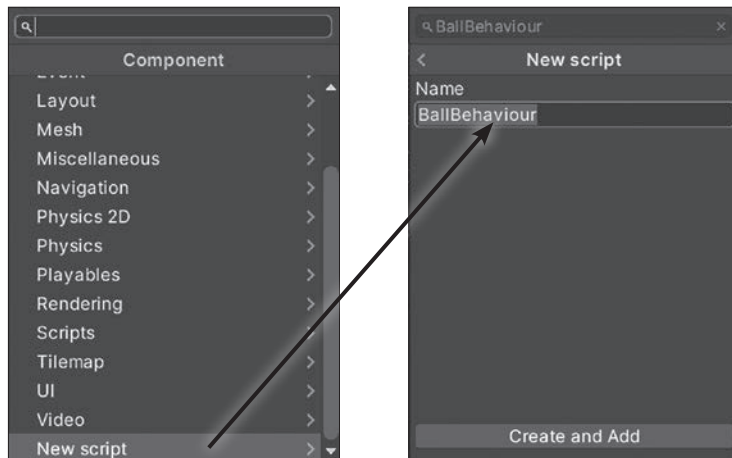 Component
Layout
Mesh
Miscellaneous
Navigation
Physics 2D
Physics
Playables
Rendering
Scripts
Tilemap
UI
Video
New script
BallBehaviour
New script
Name
BallBehaviour
Create and Add